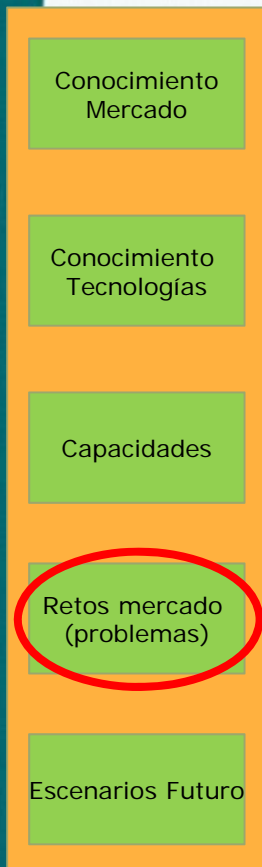 Conocimiento
Mercado
Conocimiento
Tecnologías
Capacidades
Retos mercado
(problemas)
Escenarios Futuro